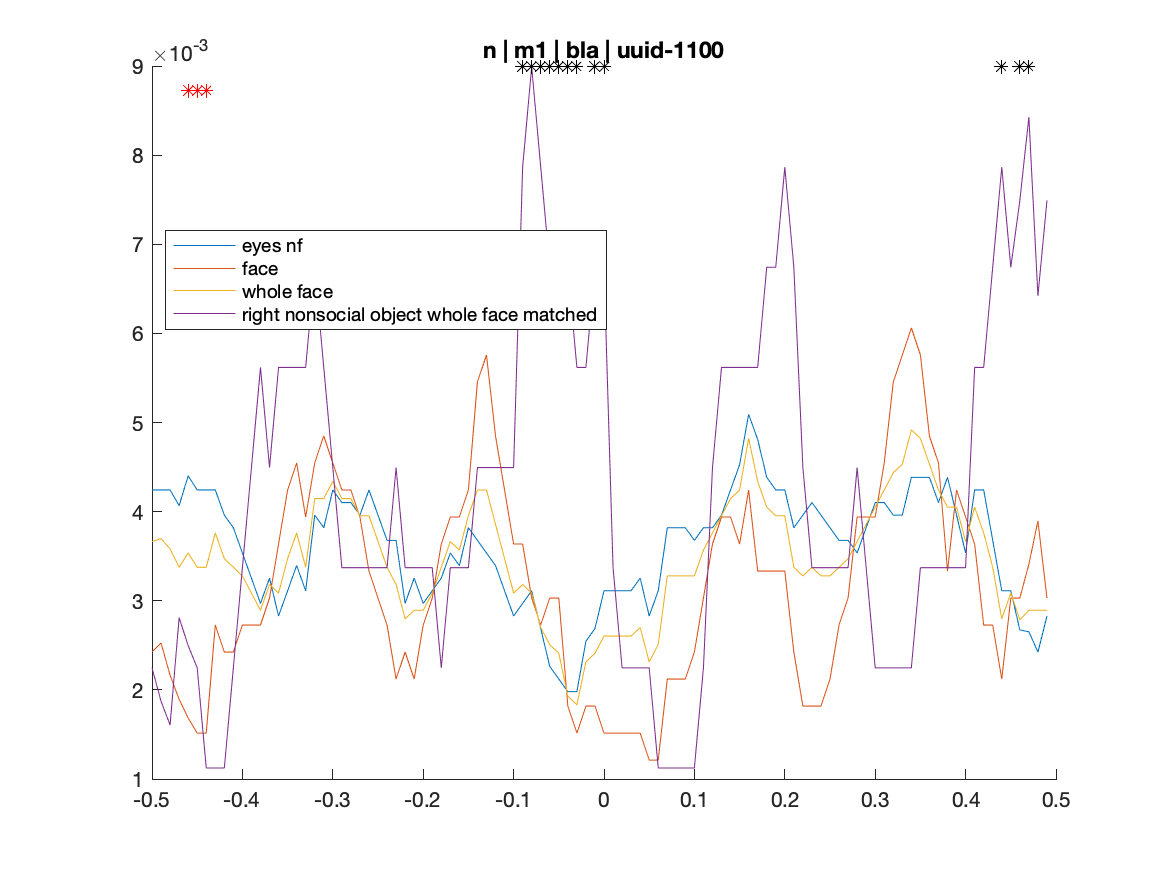 n | m1 | bla | uuid-1100
×10-3
9
8
7
6
5
4
3
2
1
eyes nf
face
whole face
right nonsocial object whole face matched
-0.5 -0.4 -0.3 -0.2 -0.1 0 0.1 0.2 0.3 0.4 0.5